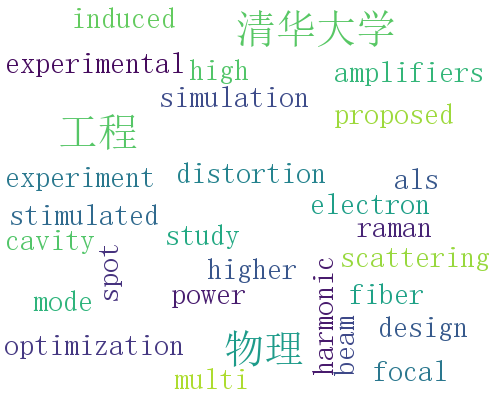 induced
清华大学
experimental
high
amplifiers
simulation
proposed
工程
experiment
distortion
als
stimulated
electron
cavity
study
raman
scattering
spot
higher
harmonic
mode
power
fiber
beam
design
optimization
物理
multi
focal